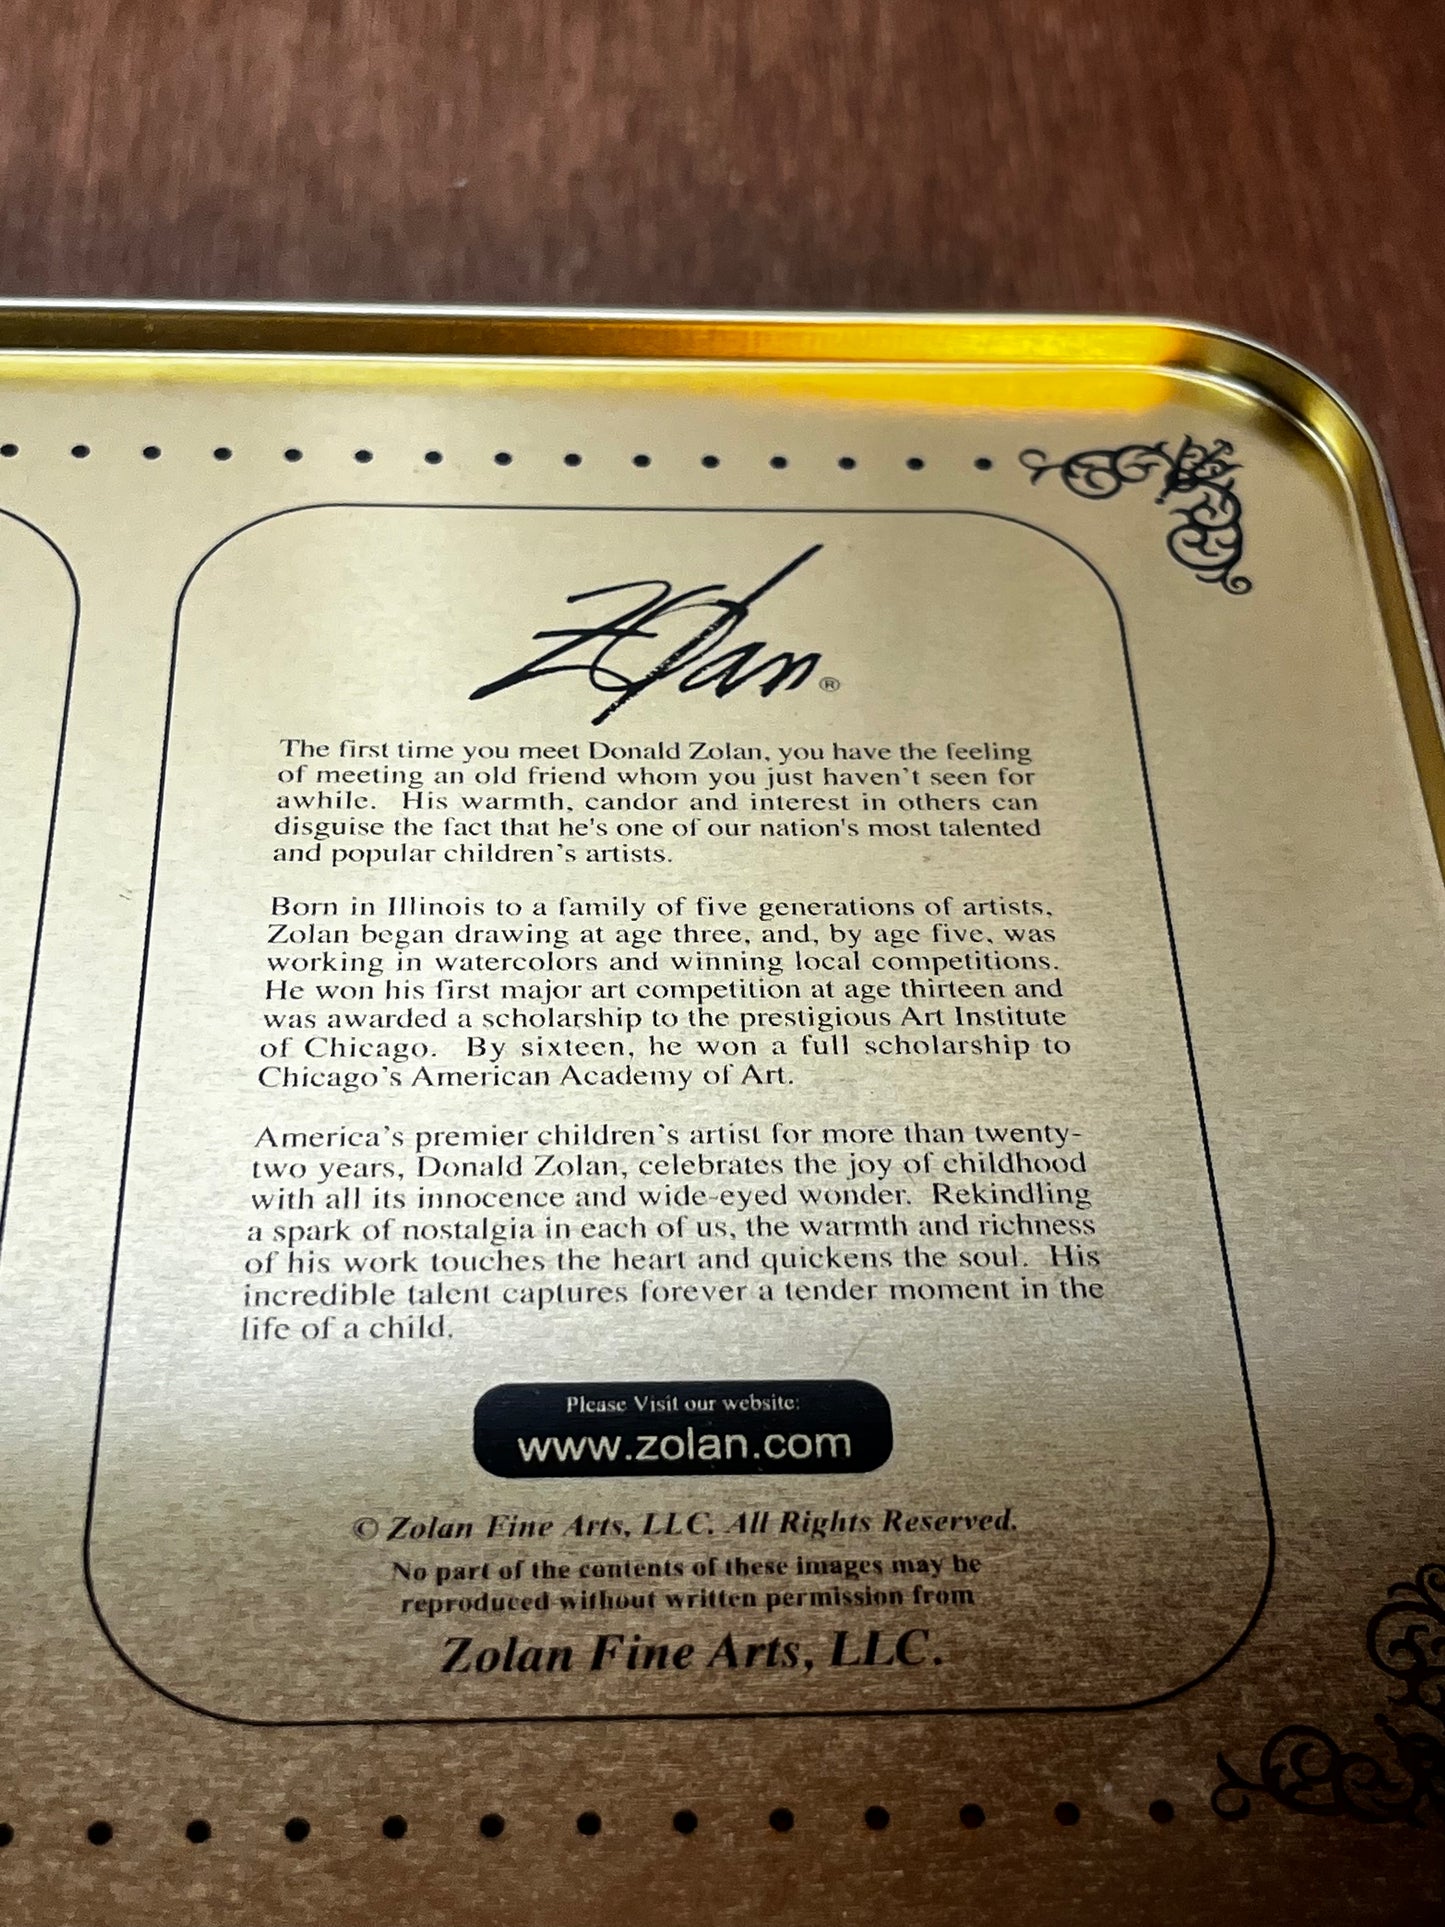 Zolan®
The first time you meet Donald Zolan, you have the feeling
of meeting an old friend whom you just haven't seen for
awhile. His warmth, candor and interest in others can
disguise the fact that he's one of our nation's most talented
and popular children's artists.
Born in Illinois to a family of five generations of artists,
Zolan began drawing at age three, and, by age five, was
working in watercolors and winning local competitions.
He won his first major art competition at age thirteen and
was awarded a scholarship to the prestigious Art Institute
of Chicago. By sixteen, he won a full scholarship to
Chicago's American Academy of Art.
America's premier children's artist for more than twenty-
two years, Donald Zolan, celebrates the joy of childhood
with all its innocence and wide-eyed wonder. Rekindling
a spark of nostalgia in each of us, the warmth and richness
of his work touches the heart and quickens the soul. His
incredible talent captures forever a tender moment in the
life of a child.
Please Visit our website:
www.zolan.com
© Zolan Fine Arts, LLC. All Rights Reserved.
No part of the contents of these images may be
reproduced without written permission from
Zolan Fine Arts, LLC.